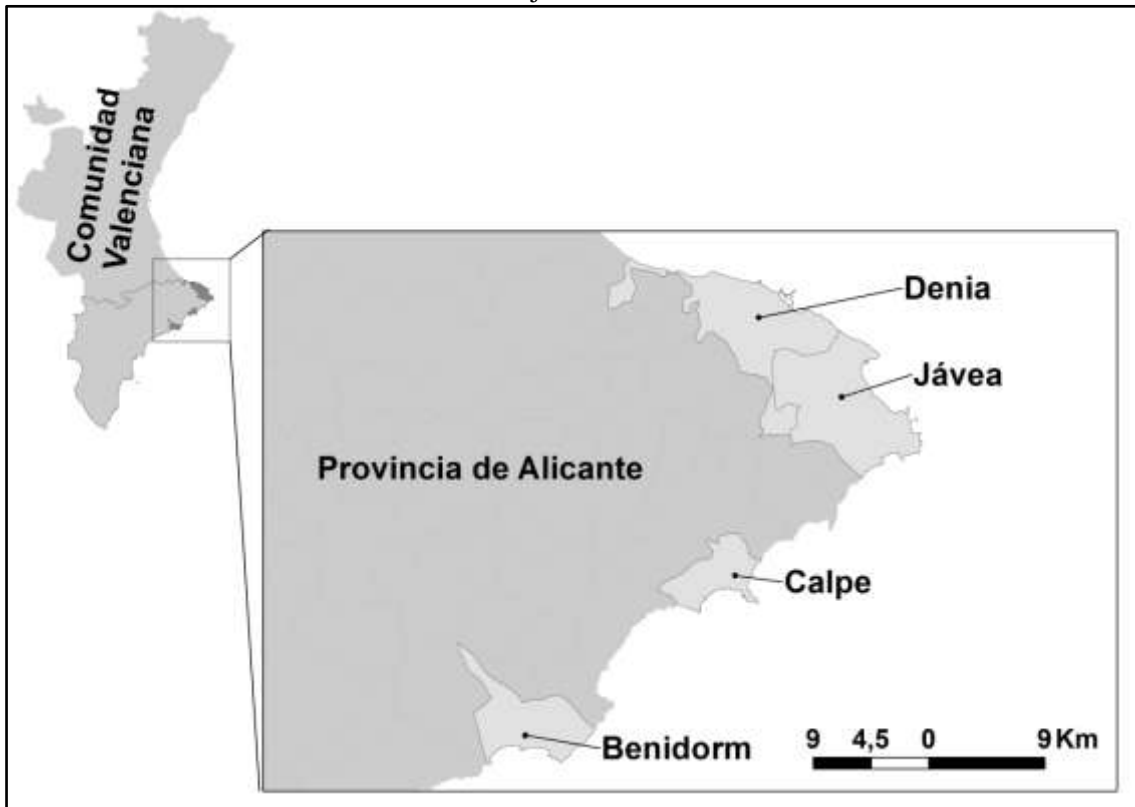 Comunidad
Valenciana
Denia
Jávea
Provincia de Alicante
Calpe
Benidorm
9 4,5 0 9 Km